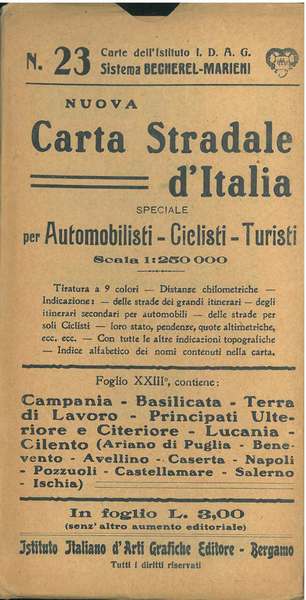 N. 23 Carte dell'Istituto I. D. A. G.
Sistema BECHEREL-MARIENI
NUOVA
Carta Stradale
d'Italia
SPECIALE
per Automobilisti - Ciclisti - Turisti
Scala 1:250 000
Tiratura a 9 colori — Distanze chilometriche —
Indicazione: — delle strade dei grandi itinerari — degli
itinerari secondari per automobili — delle strade per
soli Ciclisti — loro stato, pendenze, quote altimetriche,
ecc. ecc. — Con tutte le altre indicazioni topografiche
— Indice alfabetico dei nomi contenuti nella carta.
Foglio XXIII°, contiene:
Campania - Basilicata - Terra
di Lavoro - Principati Ulte-
riore e Citeriore - Lucania -
Cilento (Ariano di Puglia - Bene-
vento - Avellino - Caserta - Napoli
- Pozzuoli - Castellamare - Salerno
- Ischia)
In foglio L. 3,00
(senz'altro aumento editoriale)
Istituto Italiano d'Arti Grafiche Editore - Bergamo
Tutti i diritti riservati